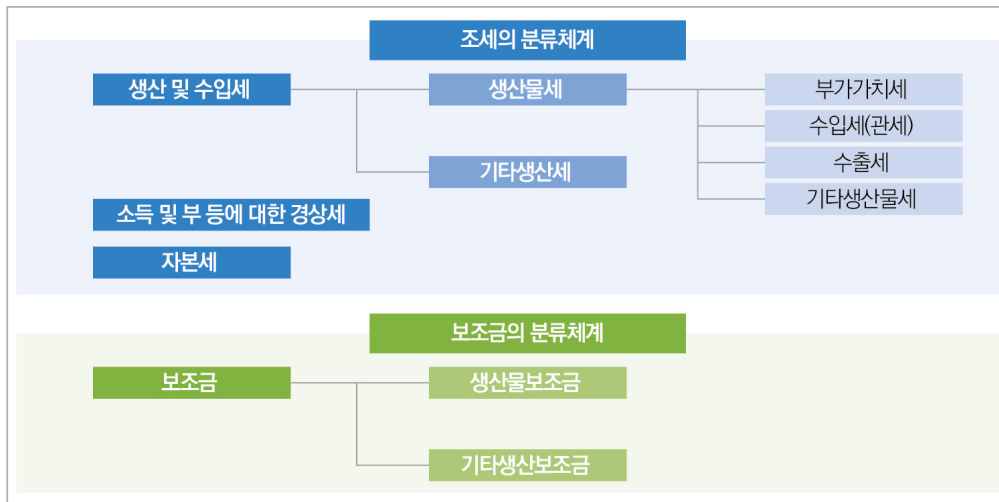 조세의 분류체계
생산 및 수입세
생산물세
부가가치세
수입세(관세)
수출세
기타생산세
기타생산물세
소득 및 부 등에 대한 경상세
자본세
보조금의 분류체계
보조금
생산물보조금
기타생산보조금